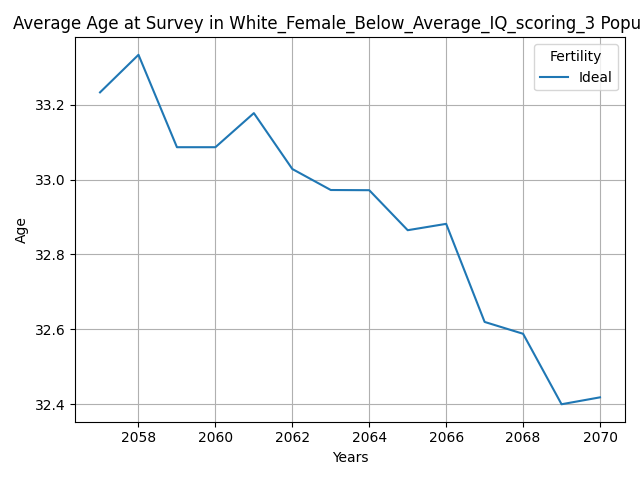 Average Age at Survey in White_Female_Below_Average_IQ_scoring_3 Popu
Fertility
Ideal
33.2
33.0
32.8
32.6
32.4
Age
2058 2060 2062 2064 2066 2068 2070
Years